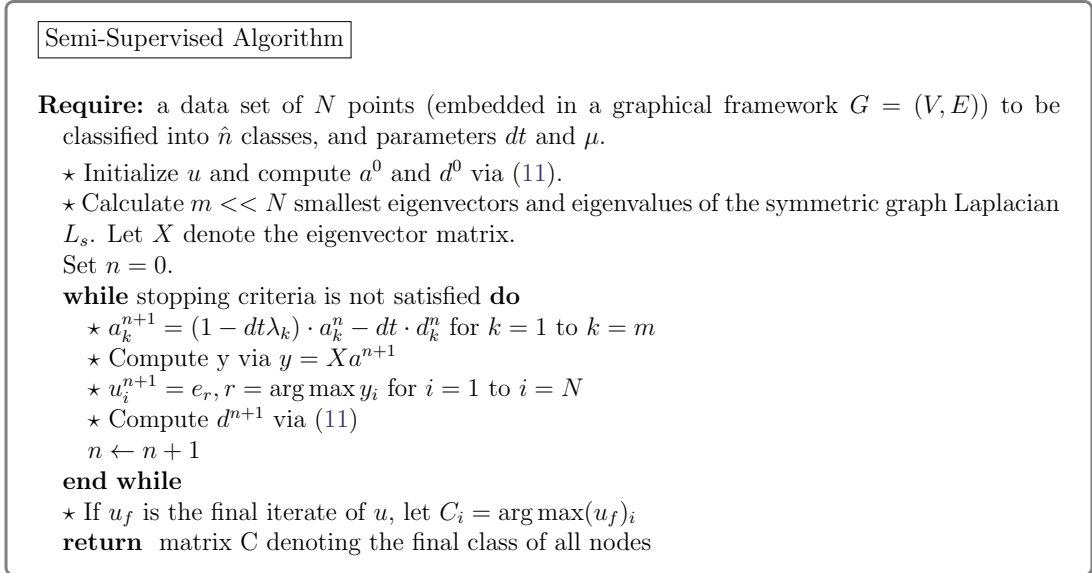 Semi-Supervised Algorithm
Require: a data set of N points (embedded in a graphical framework G = (V, E)) to be
classified into n̂ classes, and parameters dt and μ.
⋆ Initialize u and compute a⁰ and d⁰ via (11).
⋆ Calculate m << N smallest eigenvectors and eigenvalues of the symmetric graph Laplacian
L_s. Let X denote the eigenvector matrix.
Set n = 0.
while stopping criteria is not satisfied do
⋆ a_k^{n+1} = (1 − dtλ_k) · a_k^n − dt · d_k^n for k = 1 to k = m
⋆ Compute y via y = Xa^{n+1}
⋆ u_i^{n+1} = e_r, r = arg max y_i for i = 1 to i = N
⋆ Compute d^{n+1} via (11)
n ← n + 1
end while
⋆ If u_f is the final iterate of u, let C_i = arg max(u_f)_i
return matrix C denoting the final class of all nodes